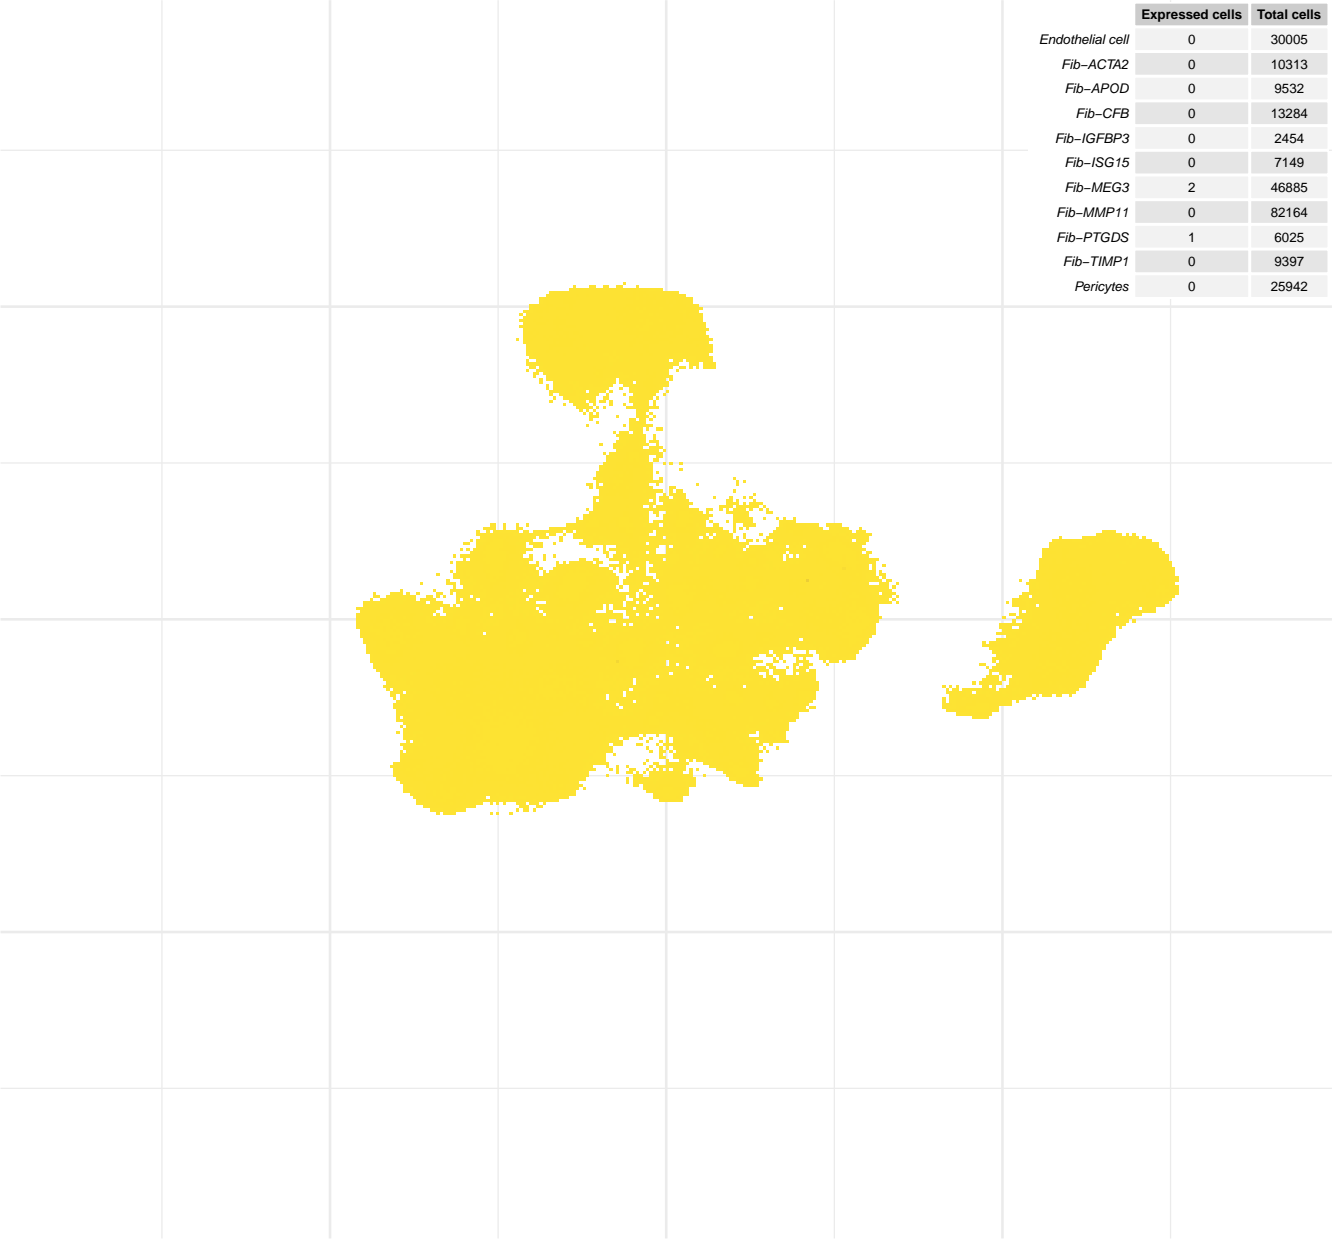 Expressed cells Total cells
Endothelial cell 0 30005
Fib−ACTA2 0 10313
Fib−APOD 0 9532
Fib−CFB 0 13284
Fib−IGFBP3 0 2454
Fib−ISG15 0 7149
Fib−MEG3 2 46885
Fib−MMP11 0 82164
Fib−PTGDS 1 6025
Fib−TIMP1 0 9397
Pericytes 0 25942